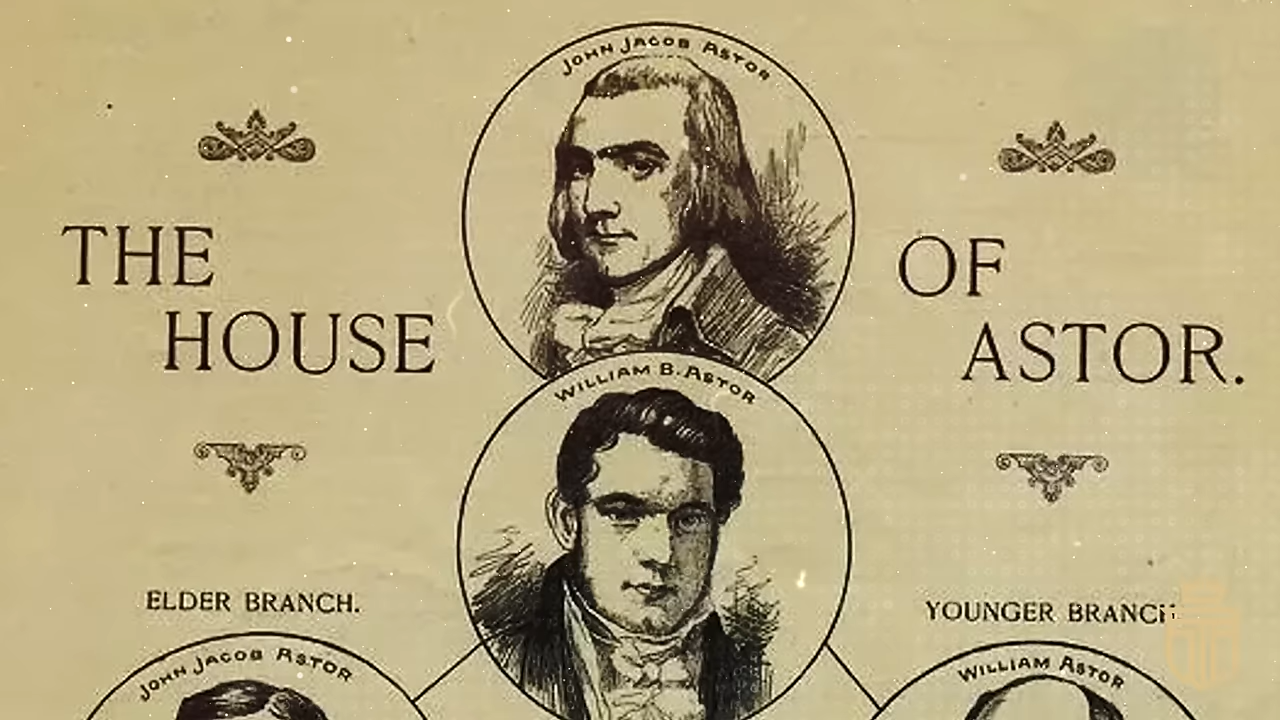 JOHN JACOB ASTOR
THE
HOUSE
OF
ASTOR.
WILLIAM B. ASTOR
ELDER BRANCH.
YOUNGER BRANCH.
JOHN JACOB ASTOR
WILLIAM ASTOR